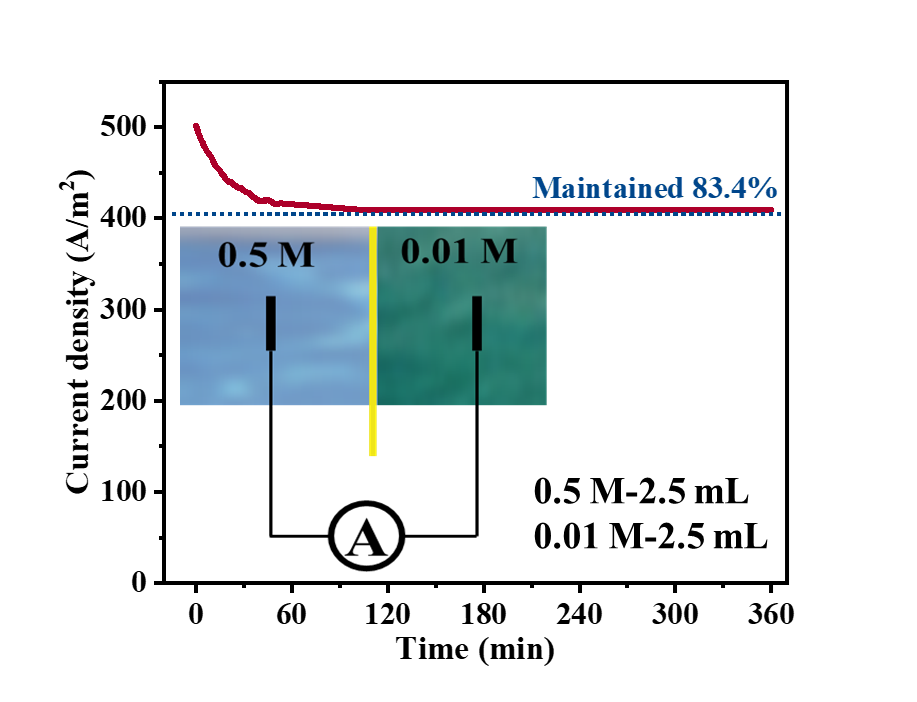 Current density (A/m²)
500
400
300
200
100
0
Maintained 83.4%
0.5 M
0.01 M
A
0.5 M-2.5 mL
0.01 M-2.5 mL
0 60 120 180 240 300 360
Time (min)